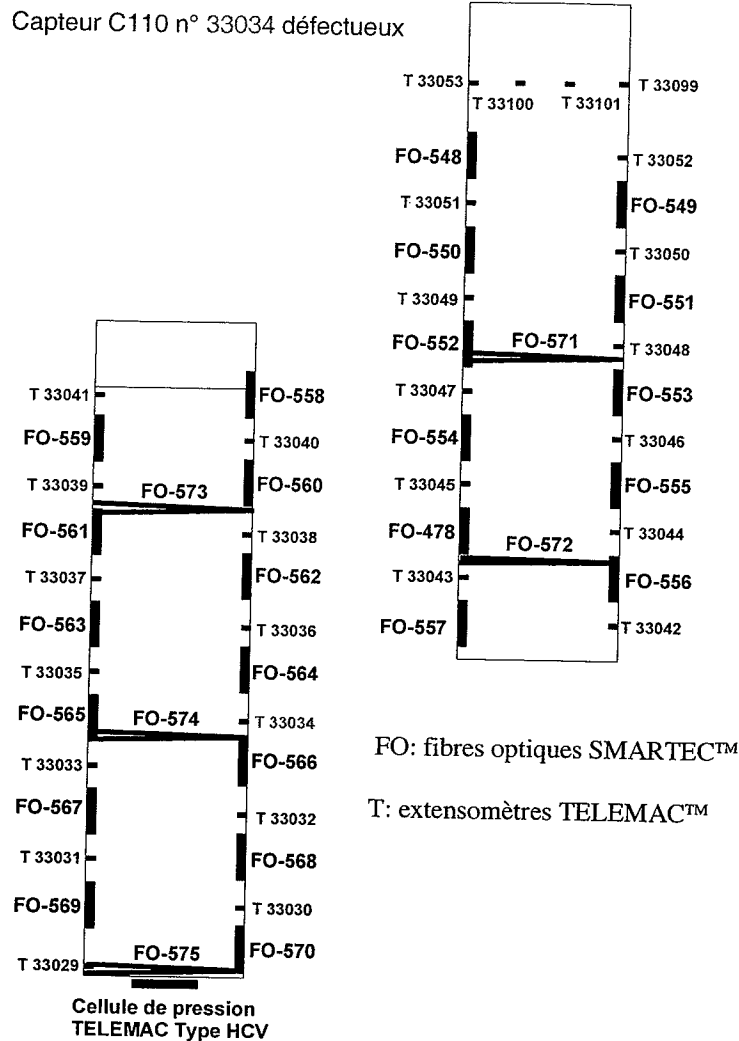 Capteur C110 n° 33034 défectueux
T 33053
T 33099
T 33100
T 33101
FO-548
T 33052
T 33051
FO-549
FO-550
T 33050
T 33049
FO-551
FO-552
FO-571
T 33048
T 33047
FO-553
FO-554
T 33046
T 33045
FO-555
FO-478
FO-572
T 33044
T 33043
FO-556
FO-557
T 33042
T 33041
FO-558
FO-559
T 33040
T 33039
FO-573
FO-560
FO-561
T 33038
T 33037
FO-562
FO-563
T 33036
T 33035
FO-564
FO-565
FO-574
T 33034
T 33033
FO-566
FO-567
T 33032
T 33031
FO-568
FO-569
T 33030
T 33029
FO-575
FO-570
Cellule de pression
TELEMAC Type HCV
FO: fibres optiques SMARTEC™
T: extensomètres TELEMAC™